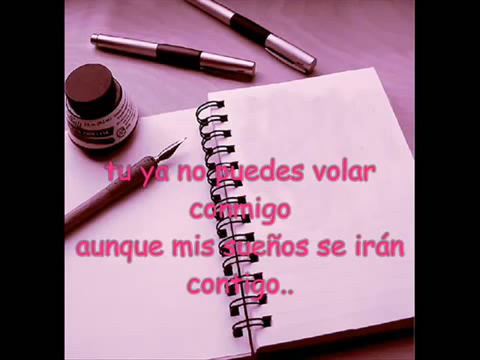 tu ya no puedes volar
conmigo
aunque mis sueños se irán
contigo..